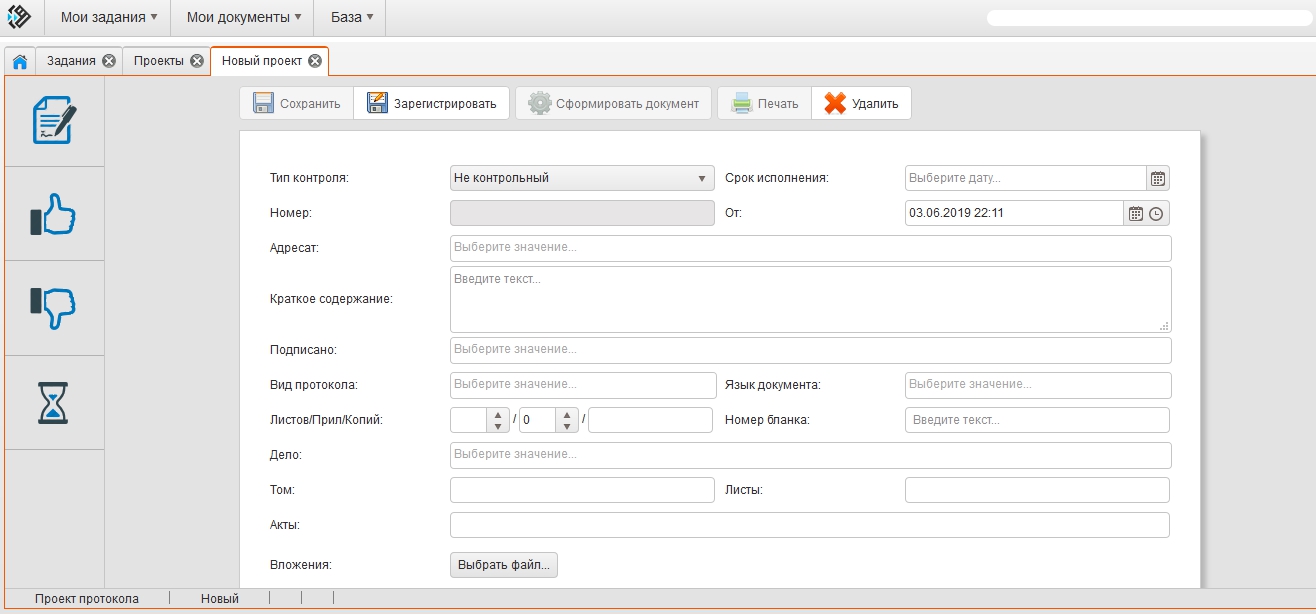 Мои задания Мои документы База
Задания Проекты Новый проект
Сохранить Зарегистрировать Сформировать документ Печать Удалить
Тип контроля: Не контрольный Срок исполнения: Выберите дату...
Номер: От: 03.06.2019 22:11
Адресат: Выберите значение...
Введите текст...
Краткое содержание:
Подписано: Выберите значение...
Вид протокола: Выберите значение... Язык документа: Выберите значение...
Листов/Прил/Копий: / 0 / Номер бланка: Введите текст...
Дело: Выберите значение...
Том: Листы:
Акты:
Вложения: Выбрать файл...
Проект протокола Новый